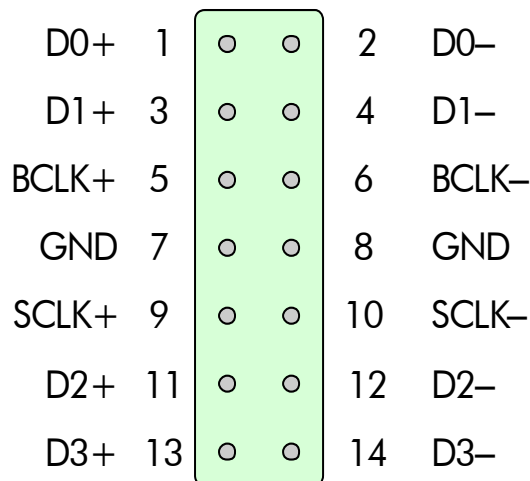 D0+ 1 2 D0–
D1+ 3 4 D1–
BCLK+ 5 6 BCLK–
GND 7 8 GND
SCLK+ 9 10 SCLK–
D2+ 11 12 D2–
D3+ 13 14 D3–